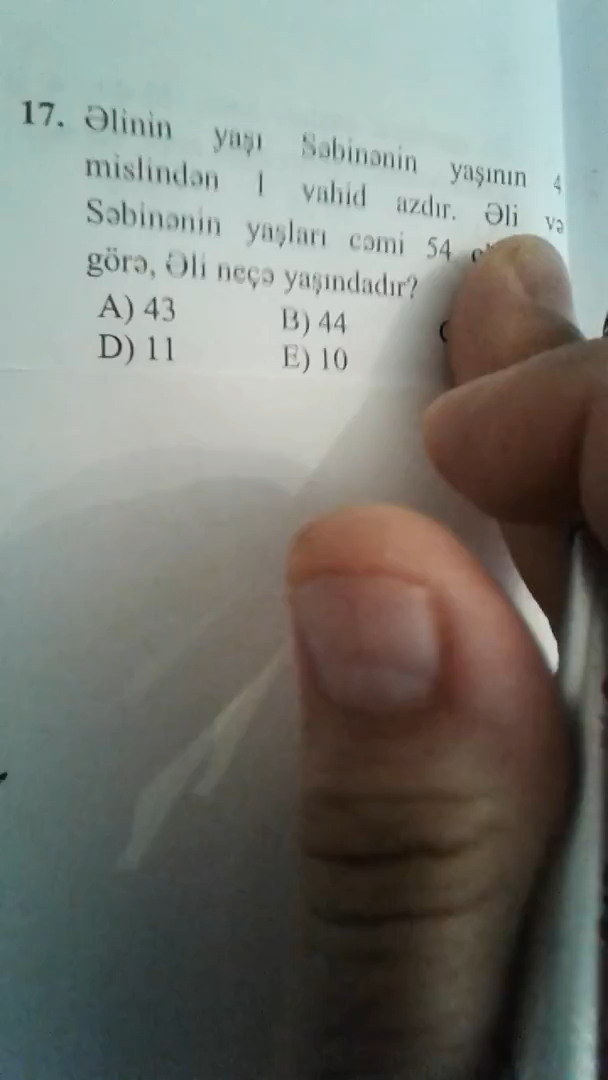 17. Əlinin yaşı Səbinənin yaşının 4
mislindən 1 vahid azdır. Əli və
Səbinənin yaşları cəmi 54
görə, Əli neçə yaşındadır?
A) 43 B) 44
D) 11 E) 10